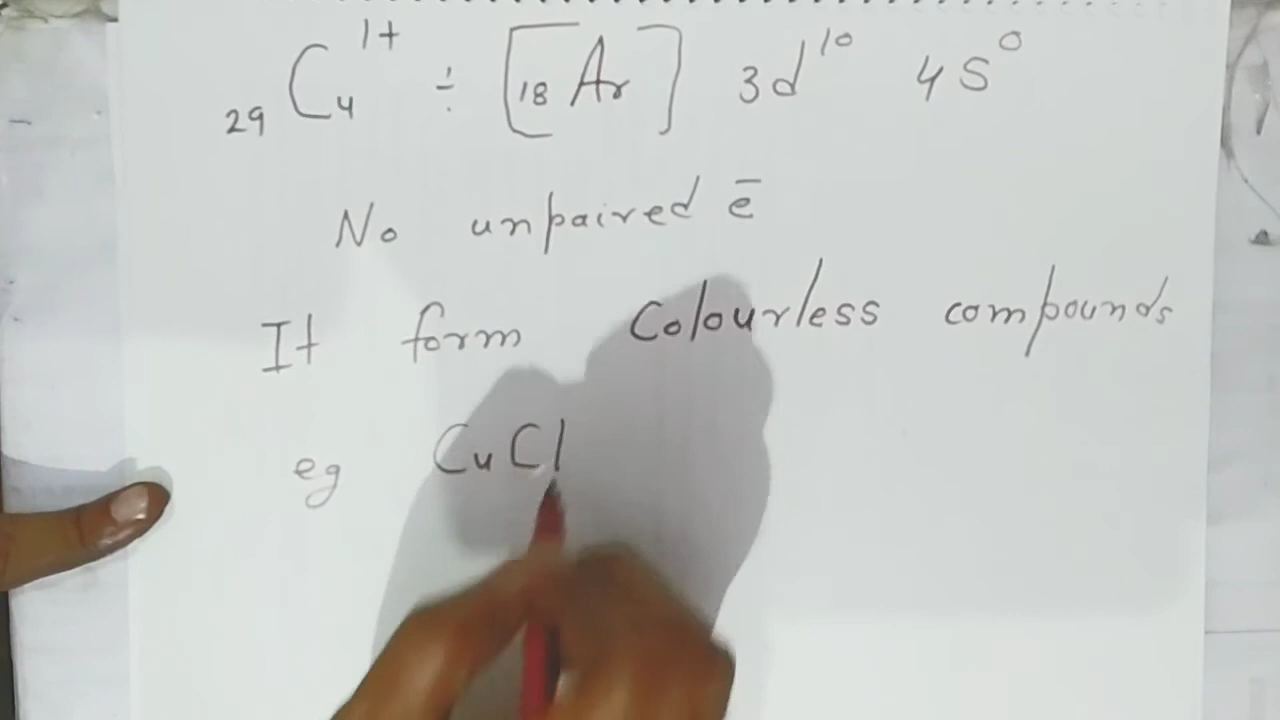 ₂₉Cu¹⁺ ÷ [₁₈Ar] 3d¹⁰ 4s⁰
No unpaired e̅
It form Colourless compounds
eg CuCl